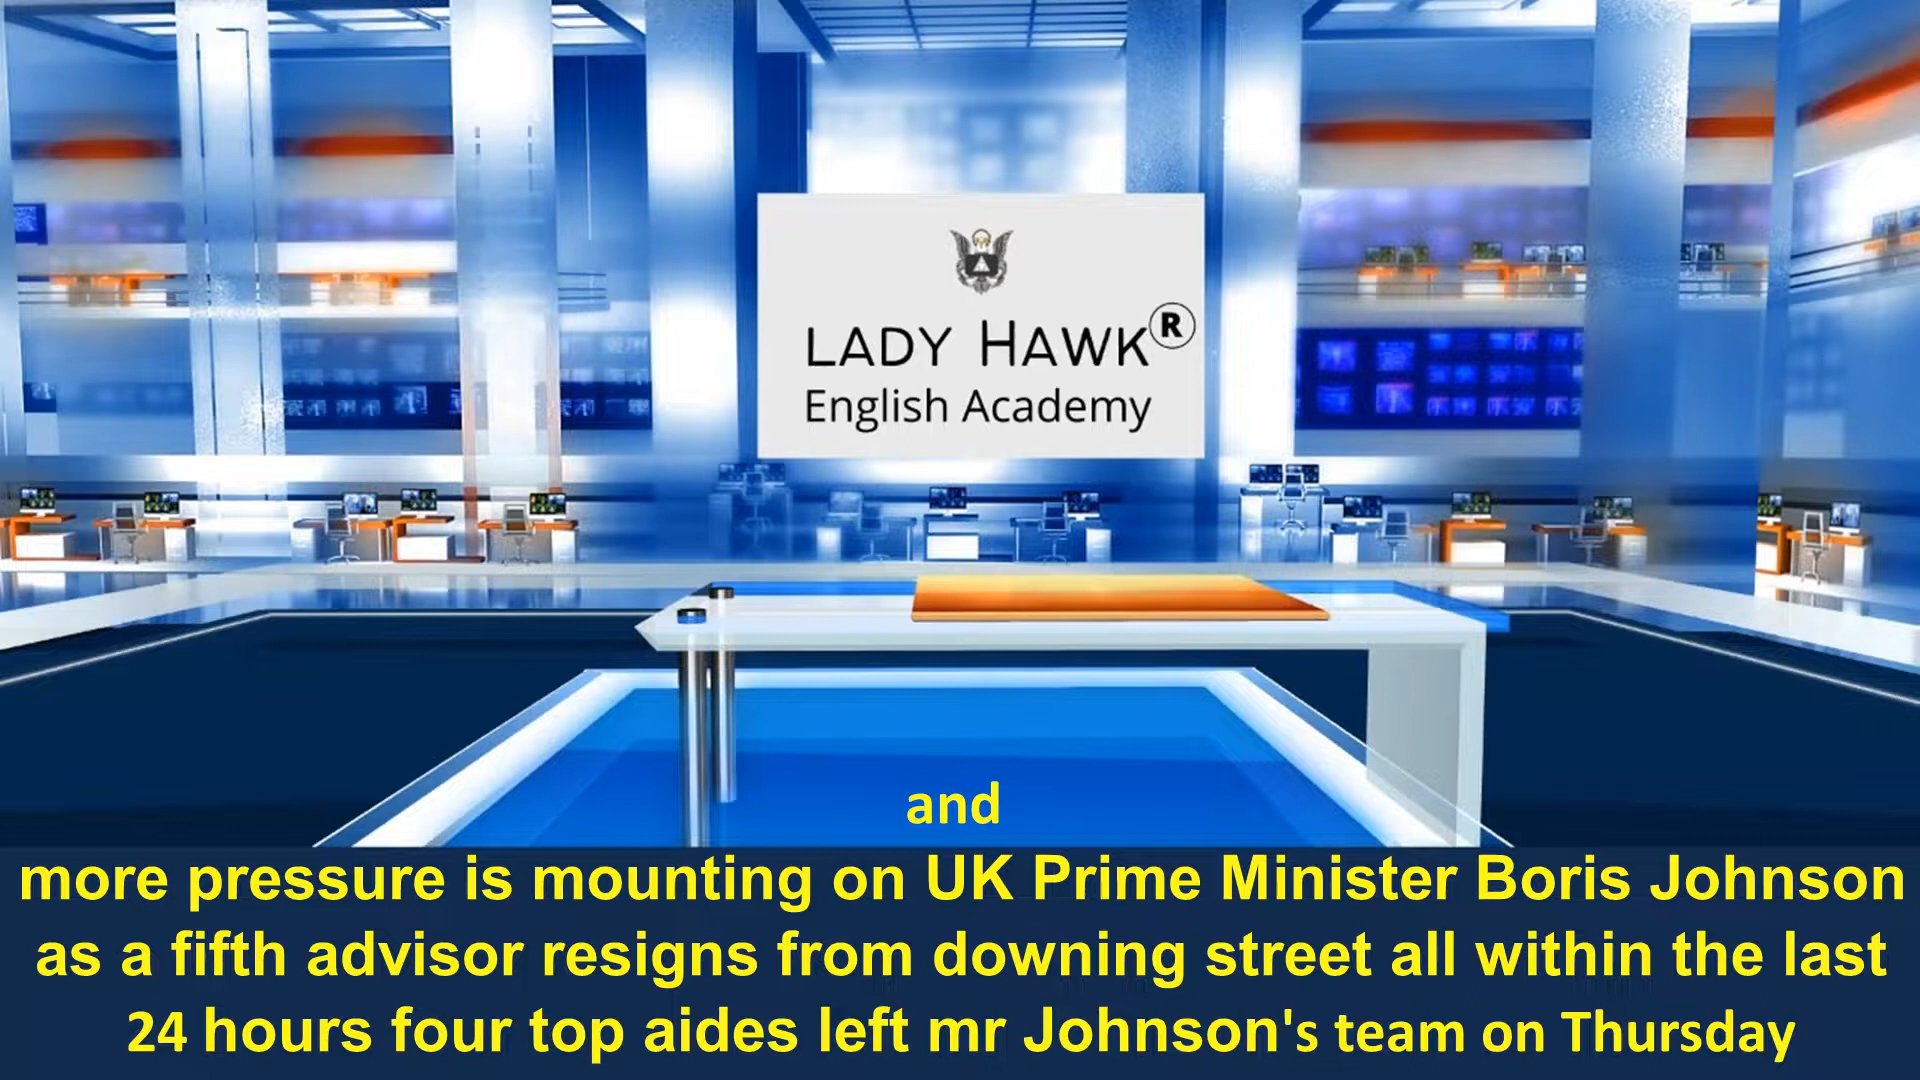 LADY HAWK®
English Academy
and
more pressure is mounting on UK Prime Minister Boris Johnson
as a fifth advisor resigns from downing street all within the last
24 hours four top aides left mr Johnson's team on Thursday